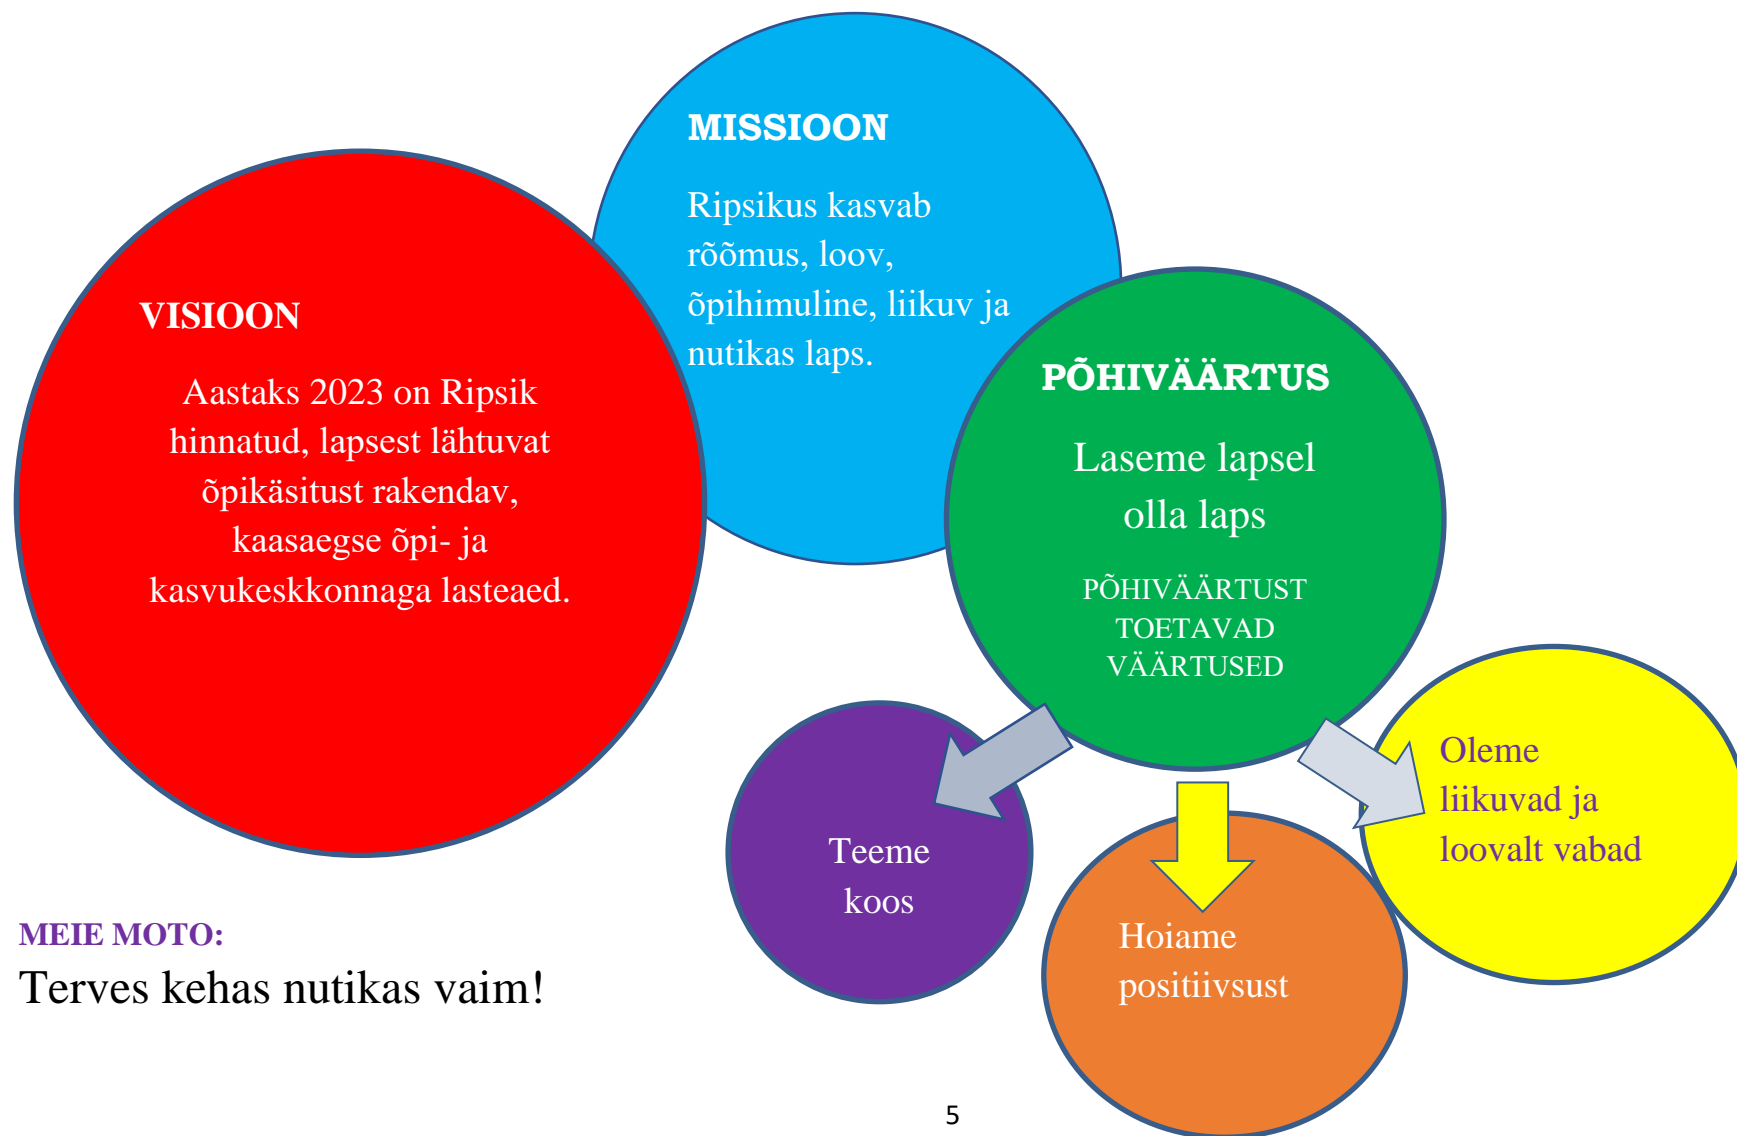 MISSIOON
Ripsikus kasvab
rõõmus, loov,
õpihimuline, liikuv ja
nutikas laps.
VISIOON
Aastaks 2023 on Ripsik
hinnatud, lapsest lähtuvat
õpikäsitust rakendav,
kaasaegse õpi- ja
kasvukeskkonnaga lasteaed.
PÕHIVÄÄRTUS
Laseme lapsel
olla laps
PÕHIVÄÄRTUST
TOETAVAD
VÄÄRTUSED
Teeme
koos
Hoiame
positiivsust
Oleme
liikuvad ja
loovalt vabad
MEIE MOTO:
Terves kehas nutikas vaim!
5